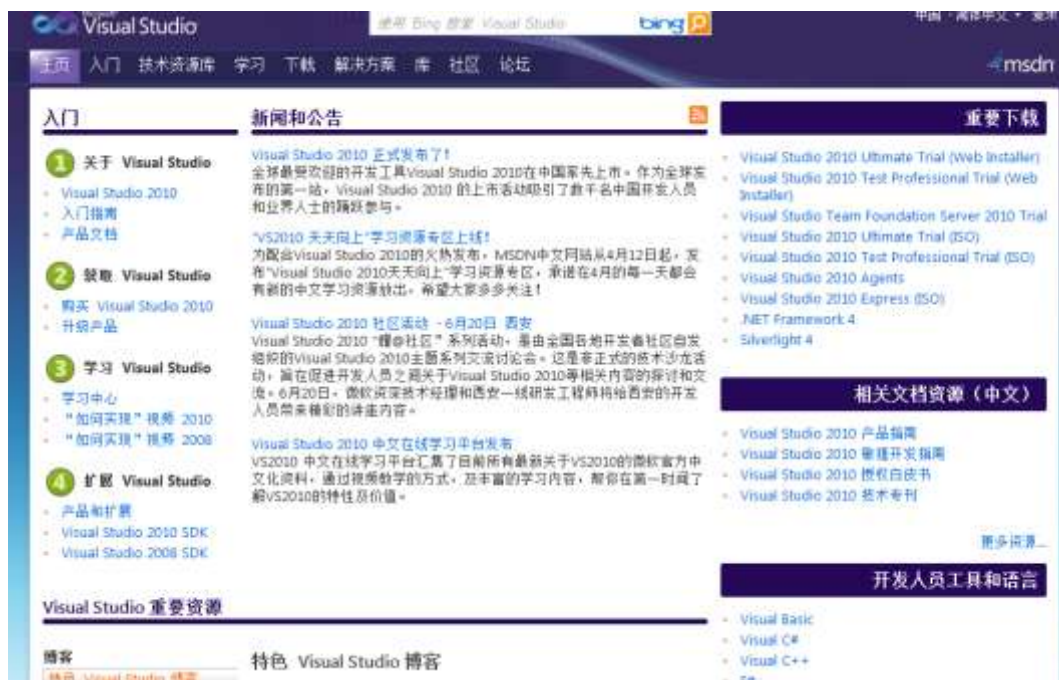 Visual Studio
使用 Bing 搜索 Visual Studio
bing
中国 - 简体中文
主页 入门 技术资源库 学习 下载 解决方案 库 社区 论坛
msdn
入门
1 关于 Visual Studio
Visual Studio 2010
入门指南
产品文档
2 获取 Visual Studio
购买 Visual Studio 2010
升级产品
3 学习 Visual Studio
学习中心
"如何实现"视频 2010
"如何实现"视频 2008
4 扩展 Visual Studio
产品和扩展
Visual Studio 2010 SDK
Visual Studio 2008 SDK
新闻和公告
Visual Studio 2010 正式发布了!
全球最受欢迎的开发工具Visual Studio 2010在中国率先上市。作为全球发
布的第一站,Visual Studio 2010 的上市活动吸引了数千名中国开发人员
和业界人士的踊跃参与。
"VS2010 天天向上"学习资源专区上线!
为配合Visual Studio 2010的火热发布,MSDN中文网站从4月12日起,发
布"Visual Studio 2010天天向上"学习资源专区,承诺在4月的每一天都会
有新的中文学习资源放出。希望大家多多关注!
Visual Studio 2010 社区活动 - 6月20日 西安
Visual Studio 2010 "耀@社区" 系列活动,是由全国各地开发者社区自发
组织的Visual Studio 2010主题系列交流讨论会。这是非正式的技术沙龙活
动,旨在促进开发人员之间关于Visual Studio 2010等相关内容的探讨和交
流。6月20日,微软资深技术经理和西安一线研发工程师将给西安的开发
人员带来精彩的讲座内容。
Visual Studio 2010 中文在线学习平台发布
VS2010 中文在线学习平台汇集了目前所有最新关于VS2010的微软官方中
文化资料,通过视频教学的方式,及丰富的学习内容,帮你在第一时间了
解VS2010的特性及价值。
重要下载
Visual Studio 2010 Ultimate Trial (Web Installer)
Visual Studio 2010 Test Professional Trial (Web
Installer)
Visual Studio Team Foundation Server 2010 Trial
Visual Studio 2010 Ultimate Trial (ISO)
Visual Studio 2010 Test Professional Trial (ISO)
Visual Studio 2010 Agents
Visual Studio 2010 Express (ISO)
.NET Framework 4
Silverlight 4
相关文档资源(中文)
Visual Studio 2010 产品指南
Visual Studio 2010 敏捷开发指南
Visual Studio 2010 授权白皮书
Visual Studio 2010 技术专刊
更多资源...
开发人员工具和语言
Visual Basic
Visual C#
Visual C++
F#
Visual Studio 重要资源
博客
特色 Visual Studio 博客
特色 Visual Studio 博客